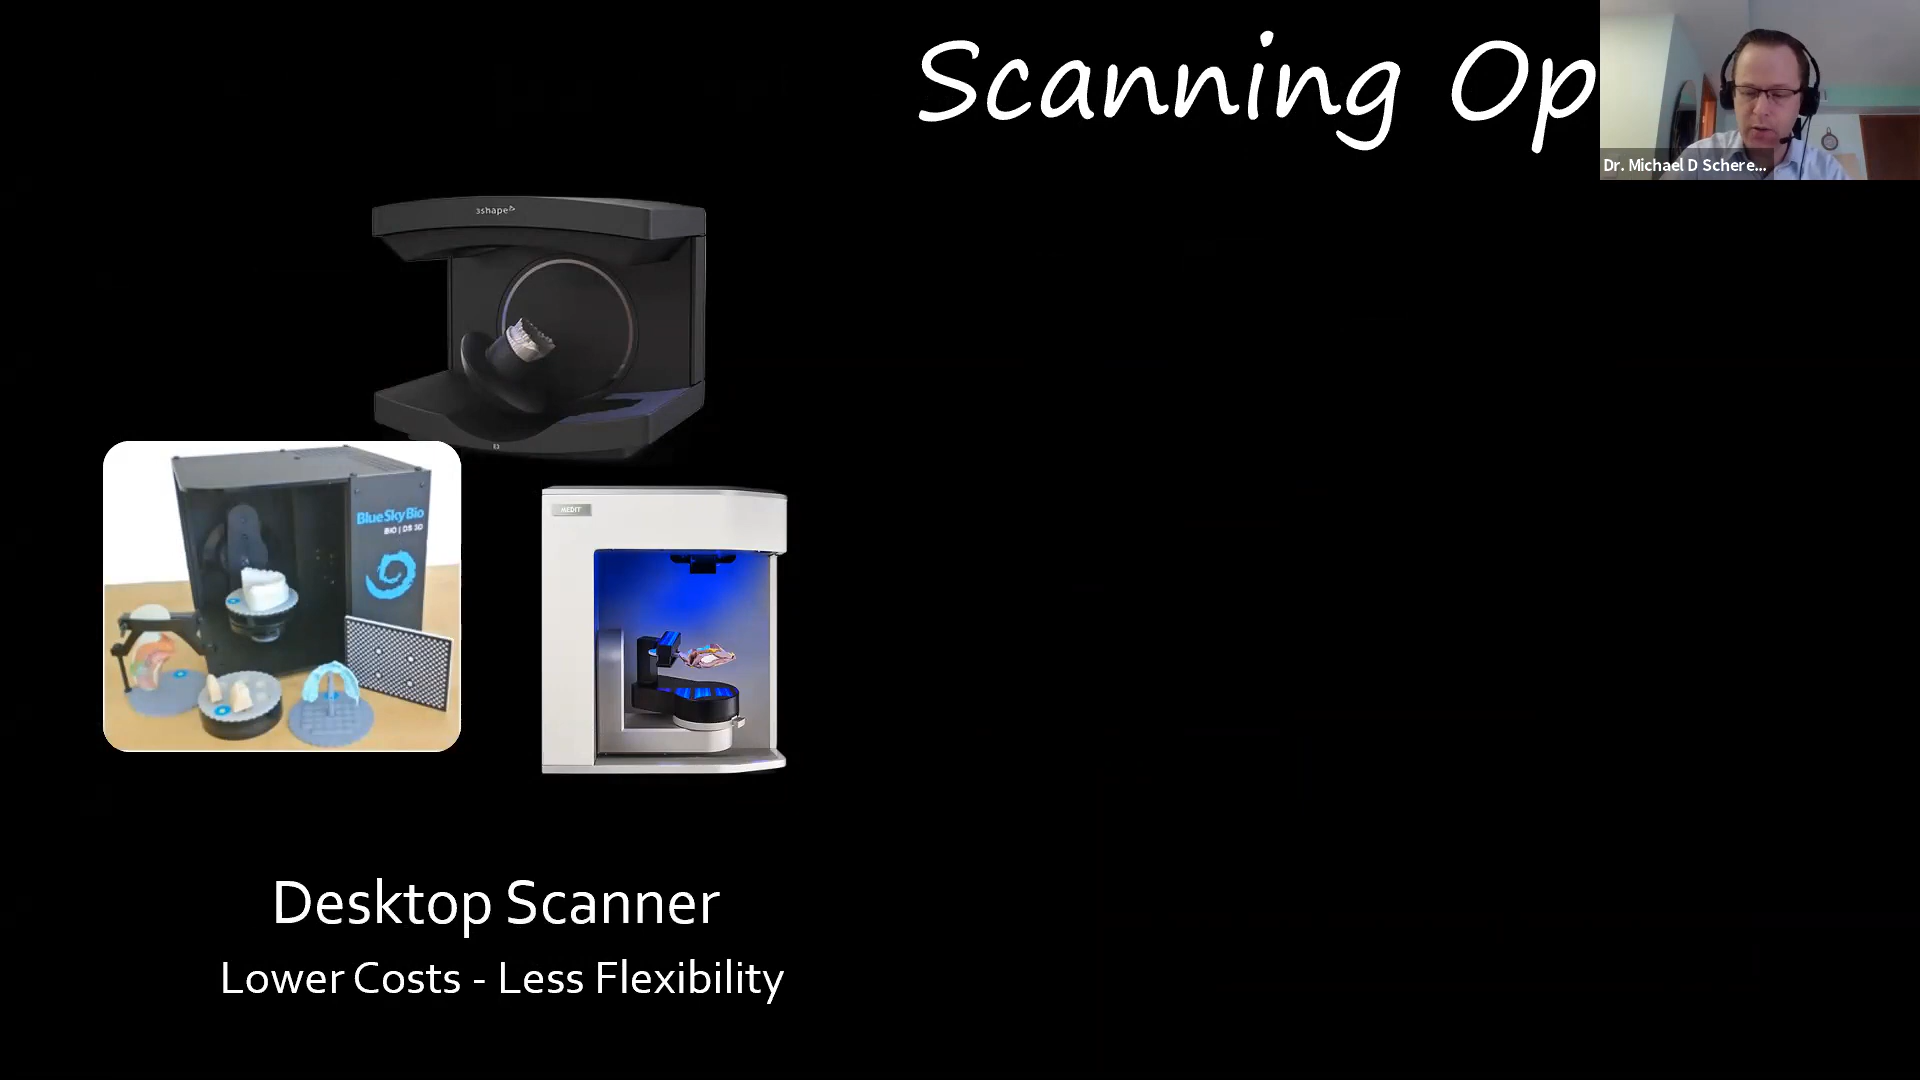 Scanning Op
Dr. Michael D Schere...
3shape
BlueSkyBio
BIO | DS 3D
MEDIT
Desktop Scanner
Lower Costs - Less Flexibility